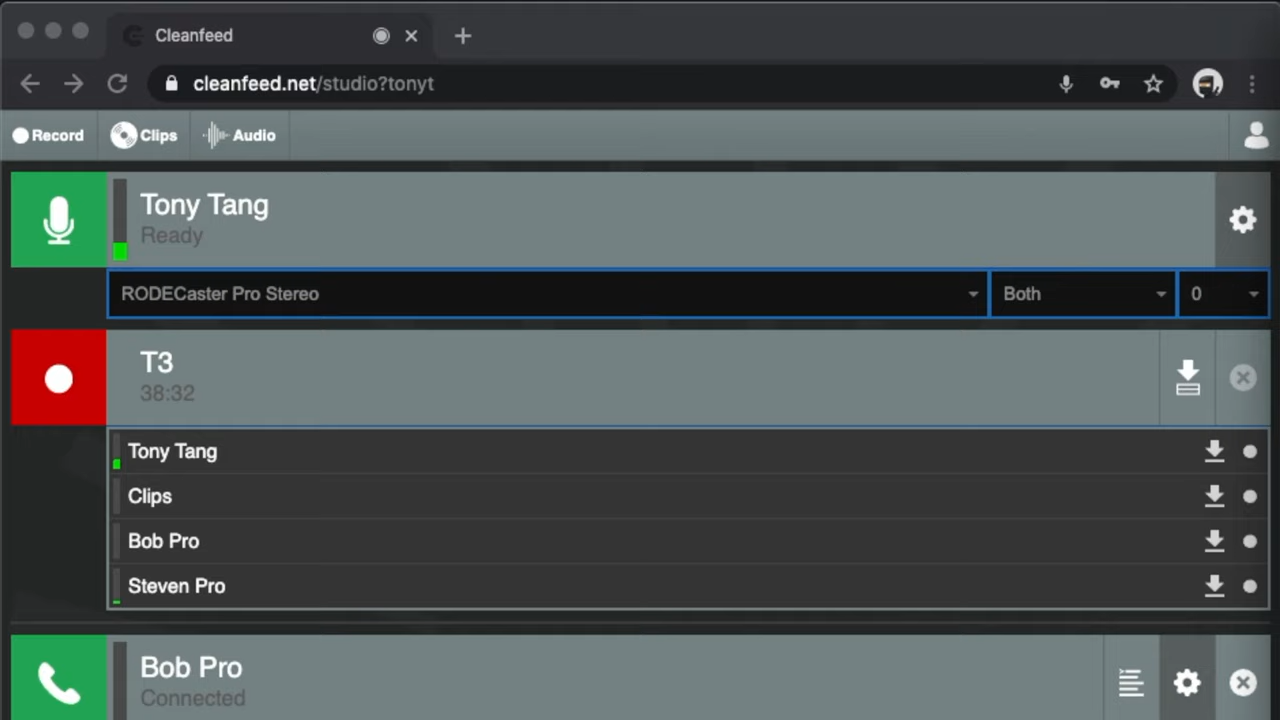 Cleanfeed
cleanfeed.net/studio?tonyt
Record Clips Audio
Tony Tang
Ready
RODECaster Pro Stereo Both 0
T3
38:32
Tony Tang
Clips
Bob Pro
Steven Pro
Bob Pro
Connected